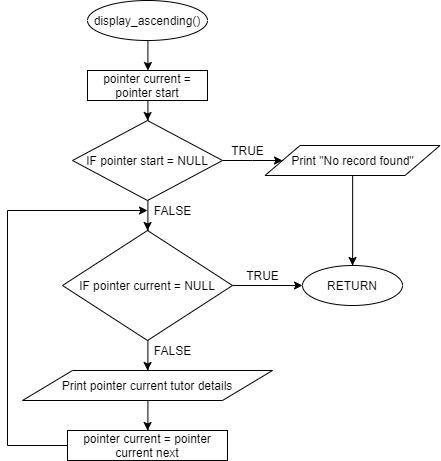 display_ascending()
pointer current =
pointer start
IF pointer start = NULL
TRUE
Print "No record found"
FALSE
IF pointer current = NULL
TRUE
RETURN
FALSE
Print pointer current tutor details
pointer current = pointer
current next